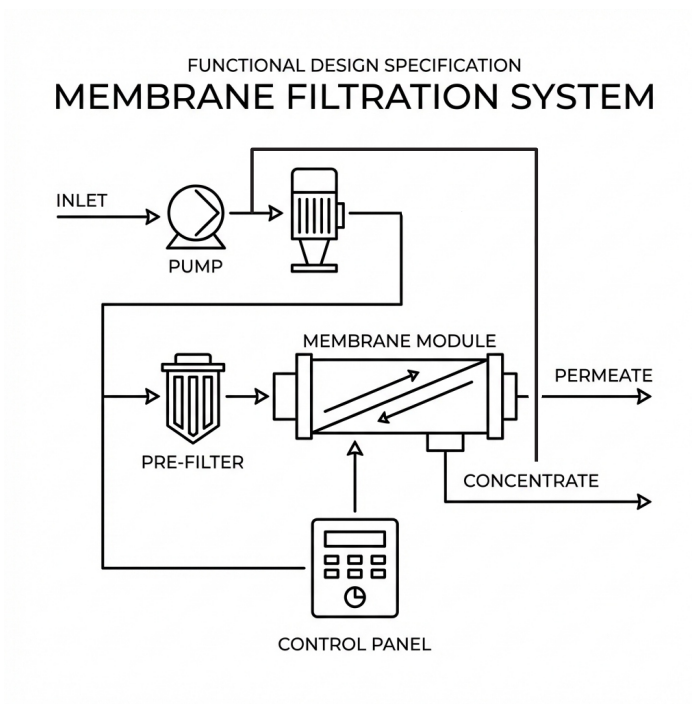 FUNCTIONAL DESIGN SPECIFICATION
MEMBRANE FILTRATION SYSTEM
INLET
PUMP
MEMBRANE MODULE
PERMEATE
PRE-FILTER
CONCENTRATE
CONTROL PANEL